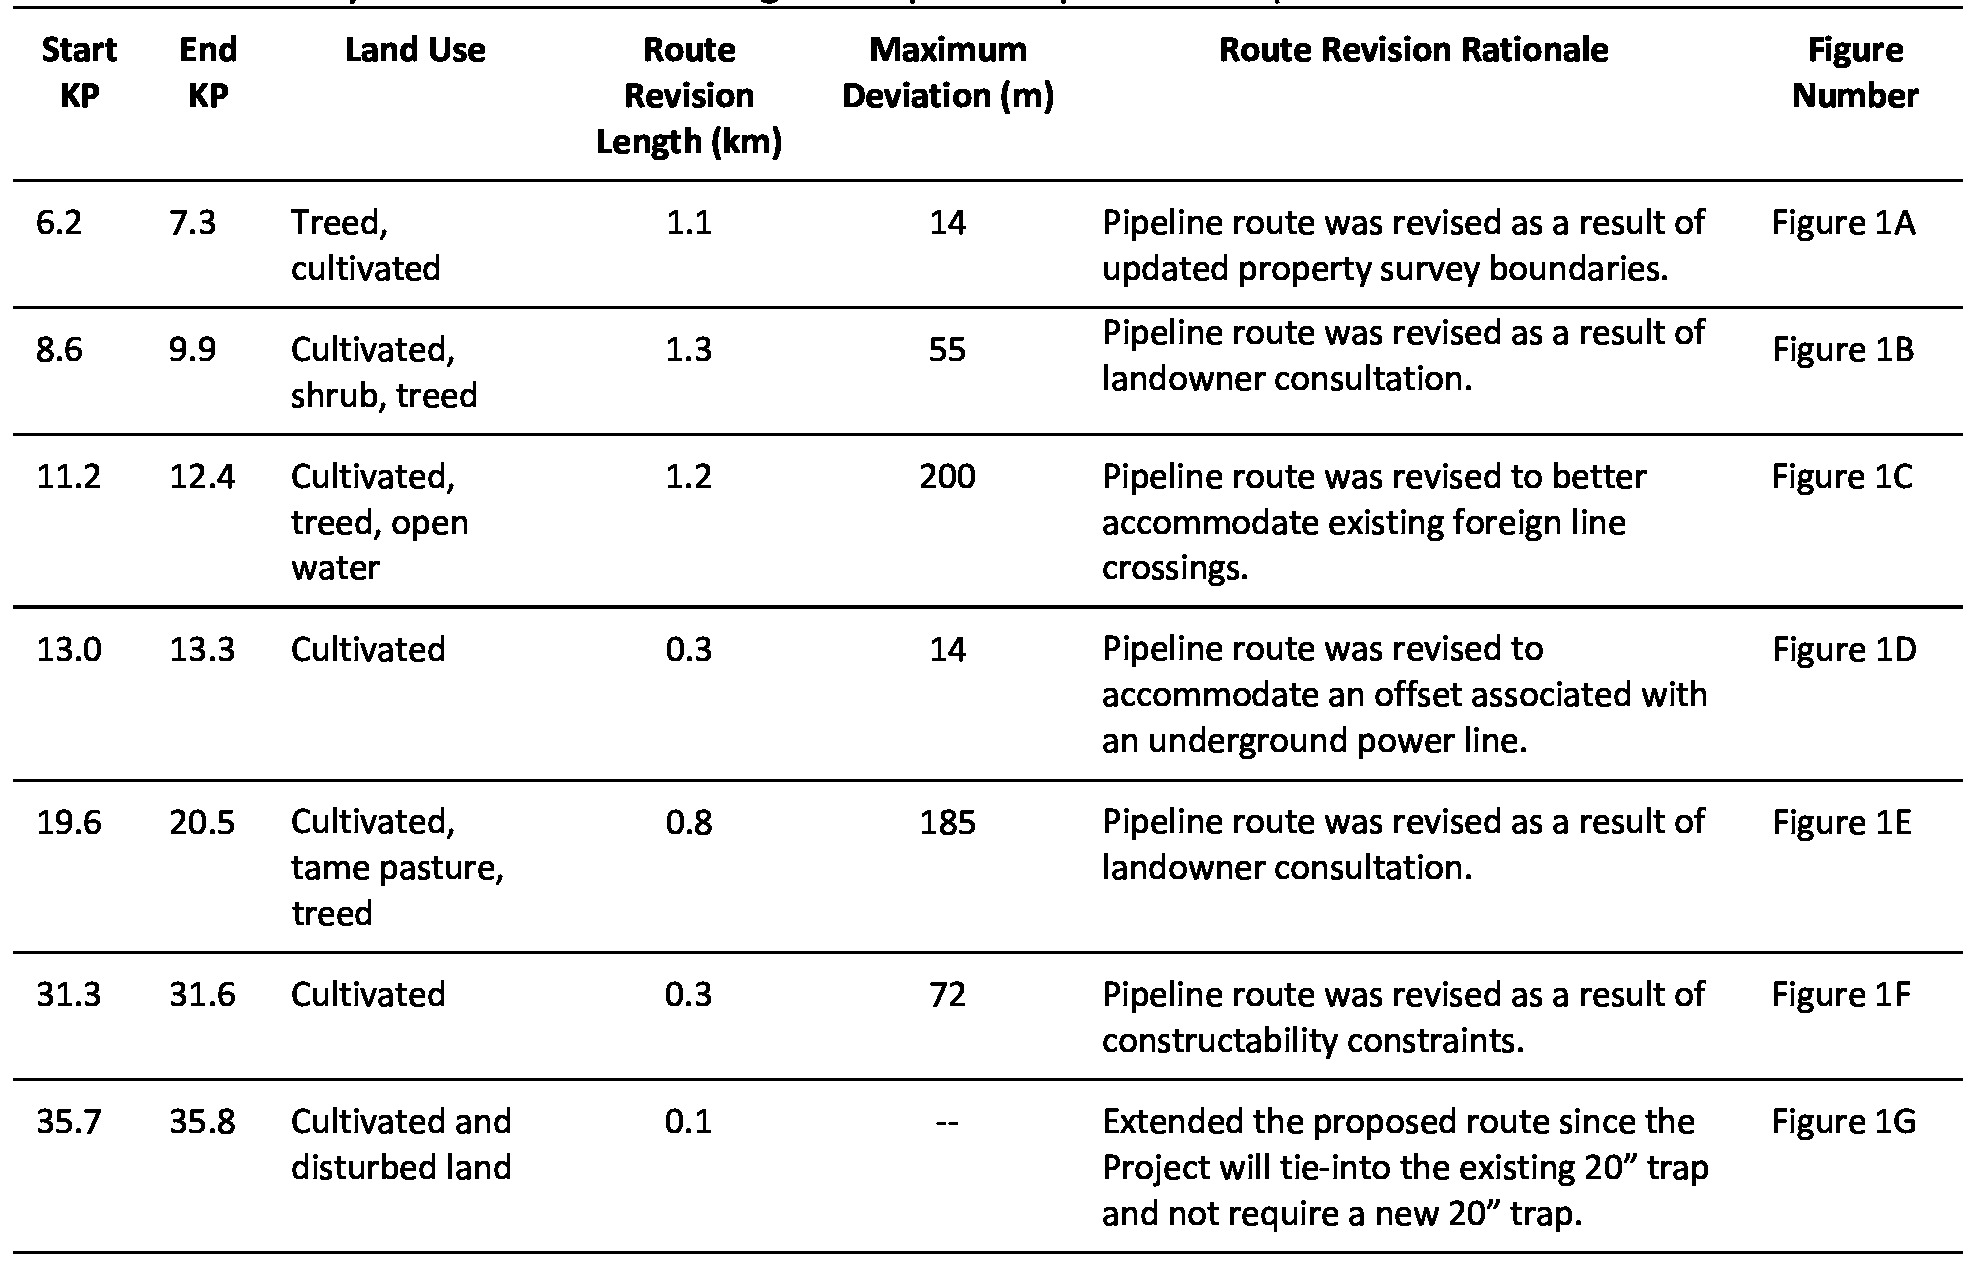 Start End Land Use Route Maximum Route Revision Rationale Figure
KP KP Revision Deviation (m) Number
Length (km)
6.2 7.3 Treed, 1.1 14 Pipeline route was revised as a result of Figure 1A
cultivated updated property survey boundaries.
8.6 9.9 Cultivated, 1.3 55 Pipeline route was revised as a result of Figure 1B
shrub, treed landowner consultation.
11.2 12.4 Cultivated, 1.2 200 Pipeline route was revised to better Figure 1C
treed, open accommodate existing foreign line
water crossings.
13.0 13.3 Cultivated 0.3 14 Pipeline route was revised to Figure 1D
accommodate an offset associated with
an underground power line.
19.6 20.5 Cultivated, 0.8 185 Pipeline route was revised as a result of Figure 1E
tame pasture, landowner consultation.
treed
31.3 31.6 Cultivated 0.3 72 Pipeline route was revised as a result of Figure 1F
constructability constraints.
35.7 35.8 Cultivated and 0.1 -- Extended the proposed route since the Figure 1G
disturbed land Project will tie-into the existing 20” trap
and not require a new 20” trap.